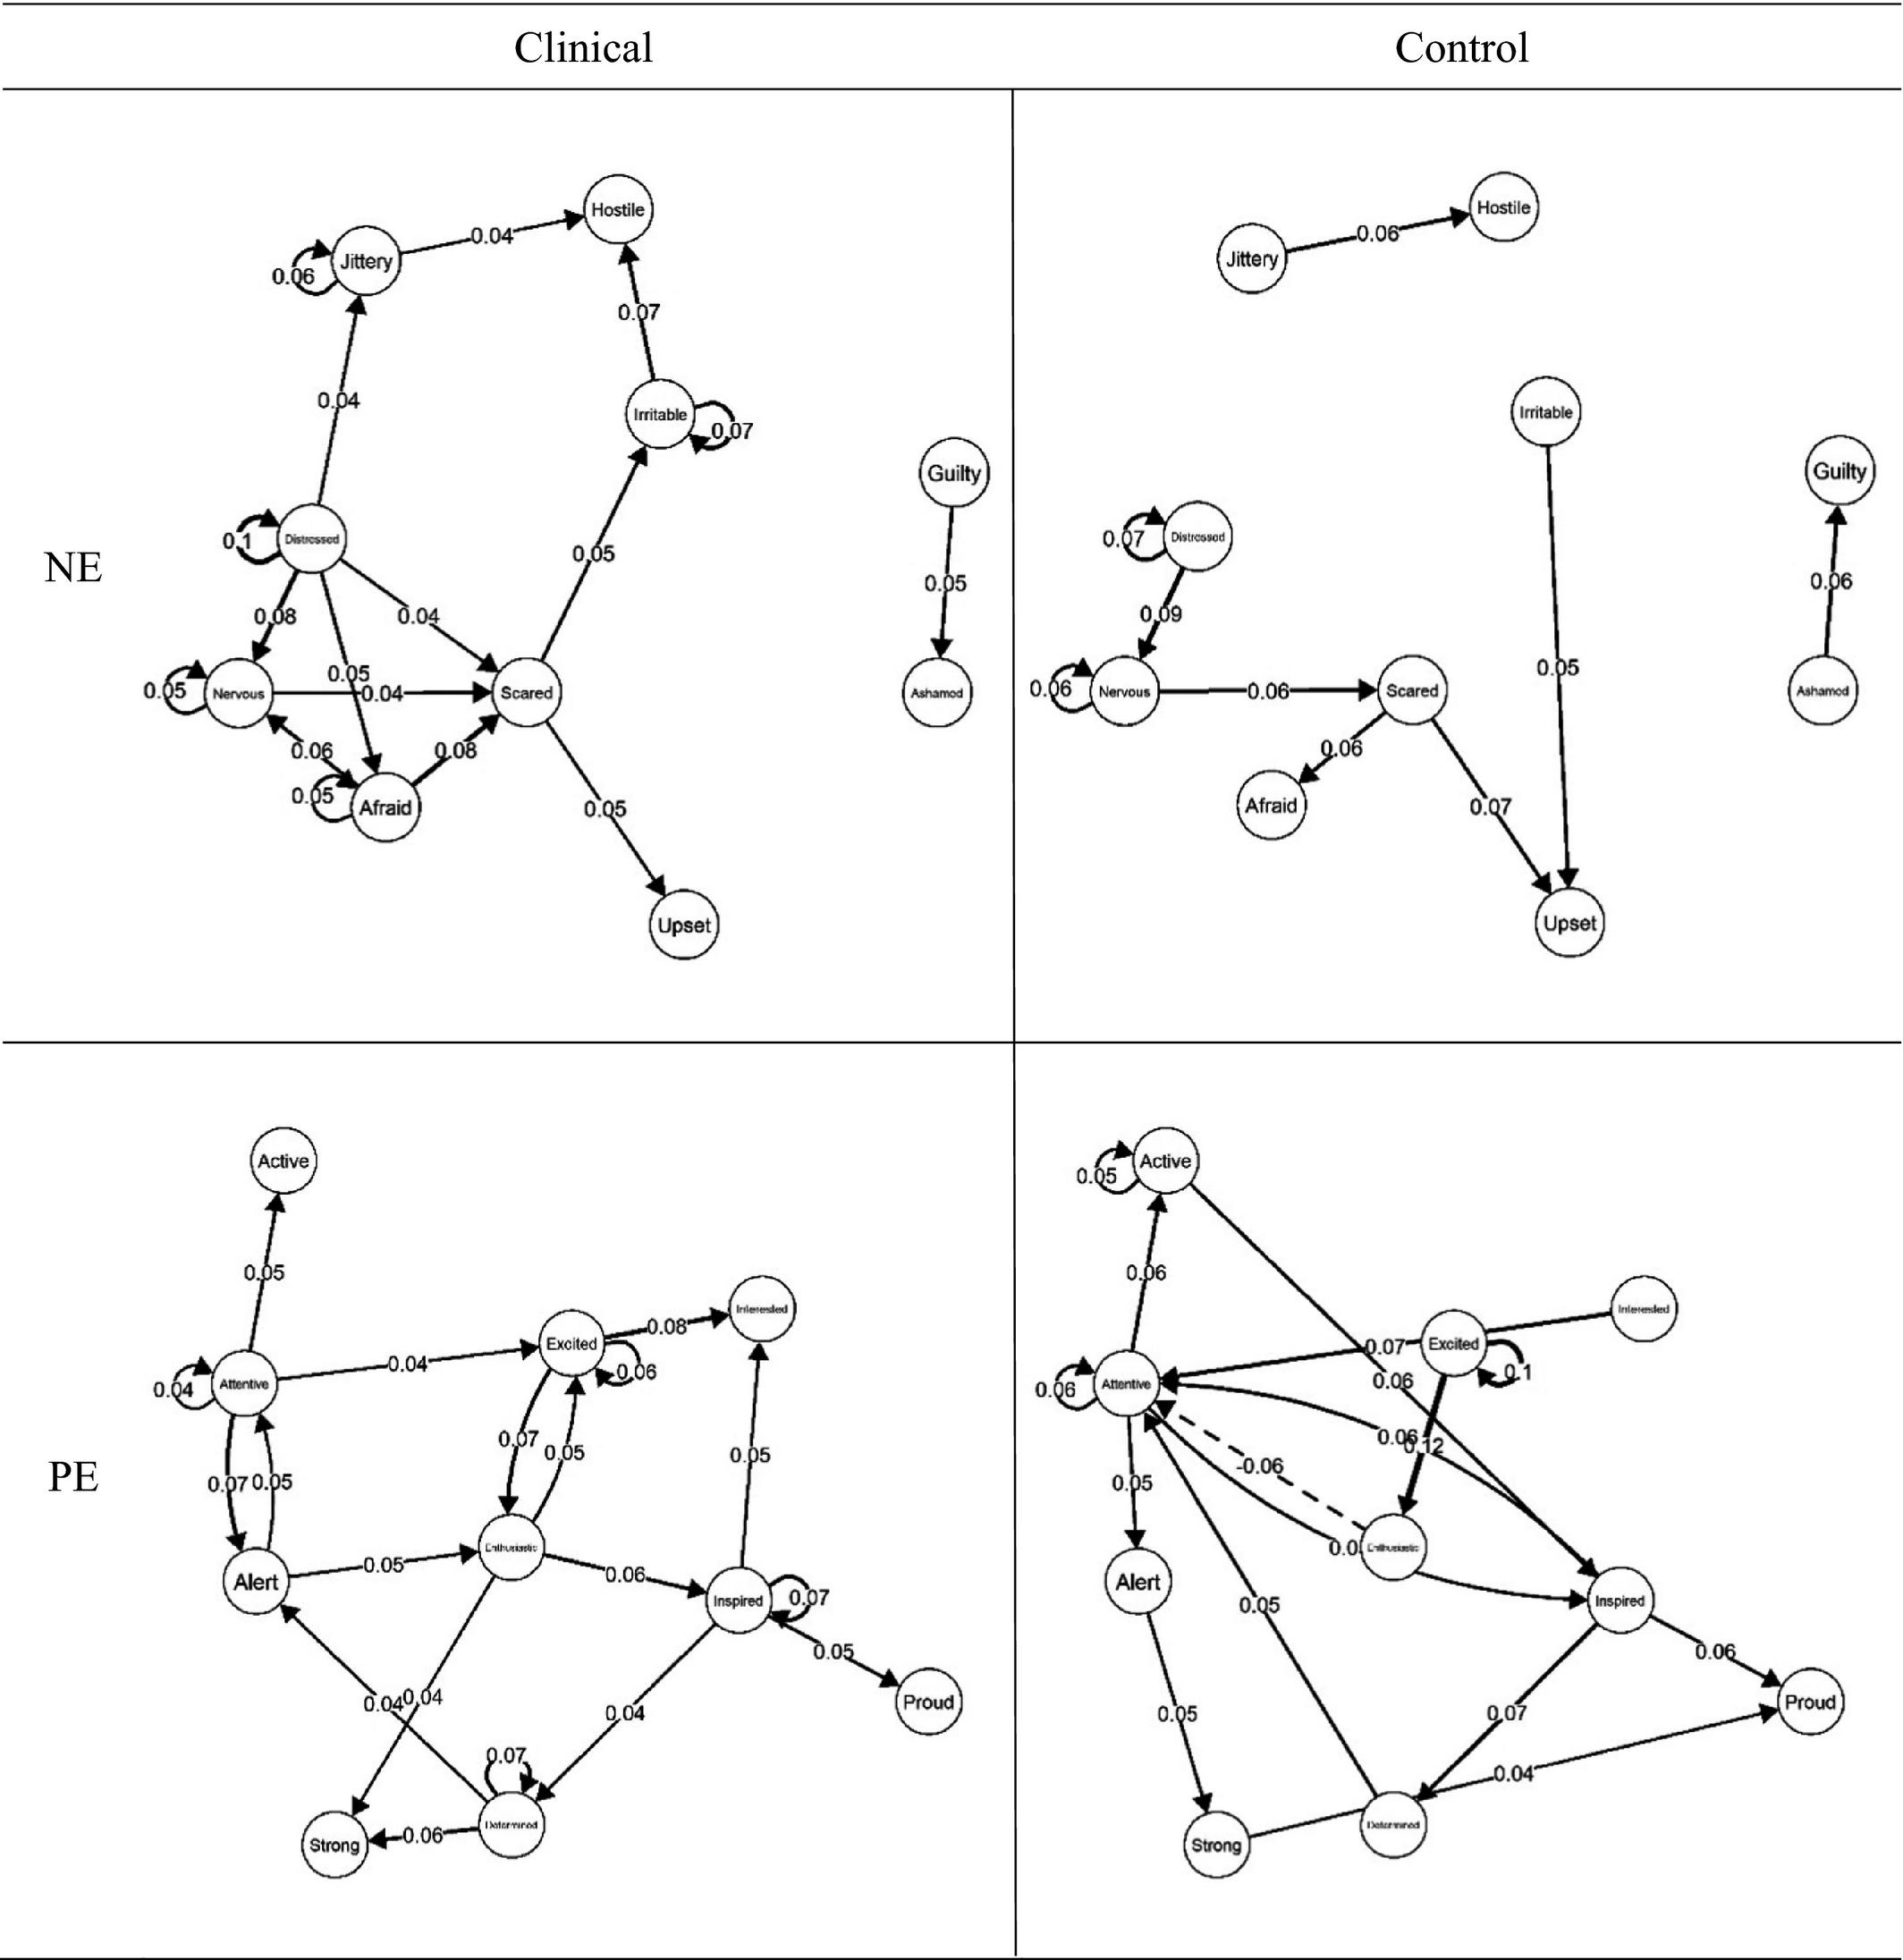 Clinical
Control
NE
Hostile
0.04
Jittery
0.06
0.07
0.04
Irritable
0.07
Guilty
Distressed
0.1
0.05
0.05
0.08
0.04
0.05
Nervous
0.05
0.04
Scared
Ashamed
0.06
0.08
0.05
Afraid
0.05
Upset
Hostile
0.06
Jittery
Irritable
Guilty
Distressed
0.07
0.06
0.09
0.05
Nervous
0.06
0.06
Scared
Ashamed
0.06
Afraid
0.07
Upset
PE
Active
0.05
Interested
0.08
Excited
0.04
0.06
Attentive
0.04
0.07
0.05
0.05
0.07
0.05
Enthusiastic
0.05
Alert
0.06
Inspired
0.07
0.05
Proud
0.04
0.04
0.04
0.07
Determined
0.06
Strong
Active
0.05
0.06
Interested
Excited
0.07
0.1
0.06
Attentive
0.06
0.06
0.12
-0.06
0.05
0.0
Enthusiastic
Alert
Inspired
0.05
0.06
Proud
0.05
0.07
0.04
Determined
Strong